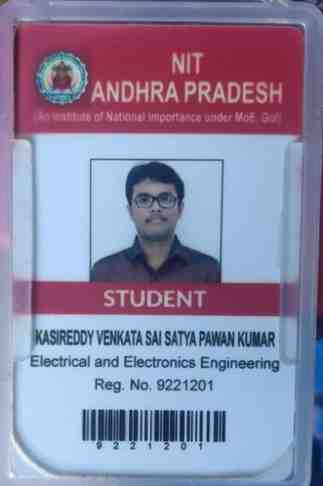 NIT
ANDHRA PRADESH
(An Institute of National Importance under MoE, GoI)
STUDENT
KASIREDDY VENKATA SAI SATYA PAWAN KUMAR
Electrical and Electronics Engineering
Reg. No. 9221201
9221201